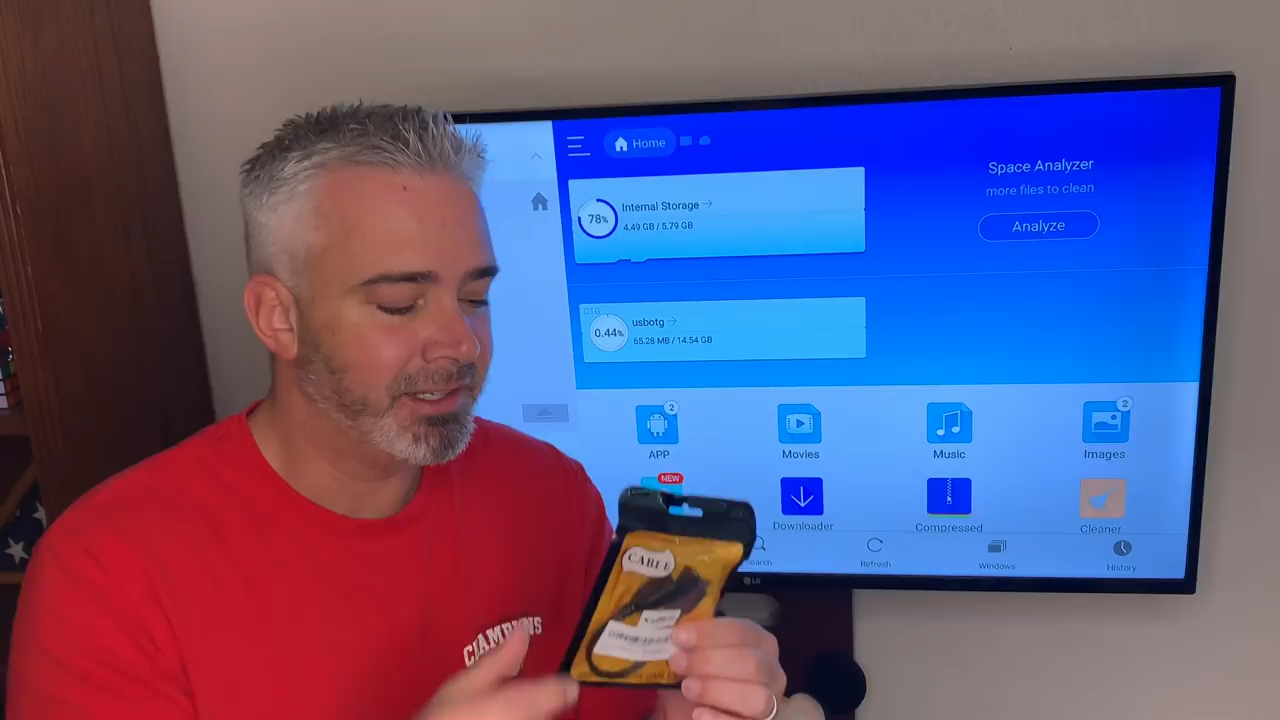 Home
Space Analyzer
more files to clean
Analyze
78%
Internal Storage
4.49 GB / 5.79 GB
OTG
0.44%
usbotg
65.28 MB / 14.54 GB
2
APP
Movies
Music
2
Images
NEW
Downloader
Compressed
Cleaner
Refresh
Windows
History
LG
CABLE